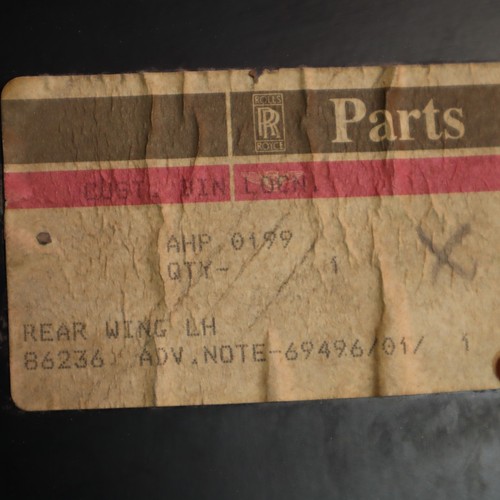 ROLLS
RR
ROYCE
Parts
CUST. BIN LOCN.
AHP 0199
QTY- 1
REAR WING LH
86236 ADV.NOTE-69496/01/ 1